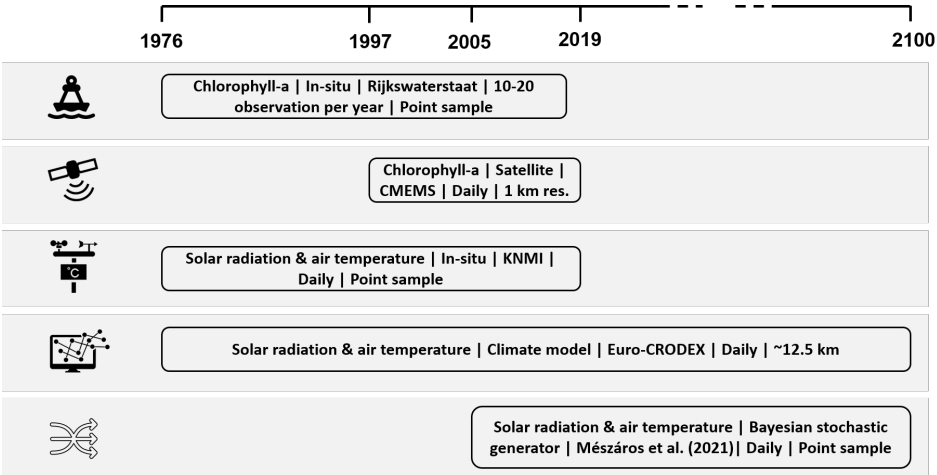 1976 1997 2005 2019 2100
Chlorophyll-a | In-situ | Rijkswaterstaat | 10-20
observation per year | Point sample
Chlorophyll-a | Satellite |
CMEMS | Daily | 1 km res.
°C
Solar radiation & air temperature | In-situ | KNMI |
Daily | Point sample
Solar radiation & air temperature | Climate model | Euro-CRODEX | Daily | ~12.5 km
Solar radiation & air temperature | Bayesian stochastic
generator | Mészáros et al. (2021)| Daily | Point sample